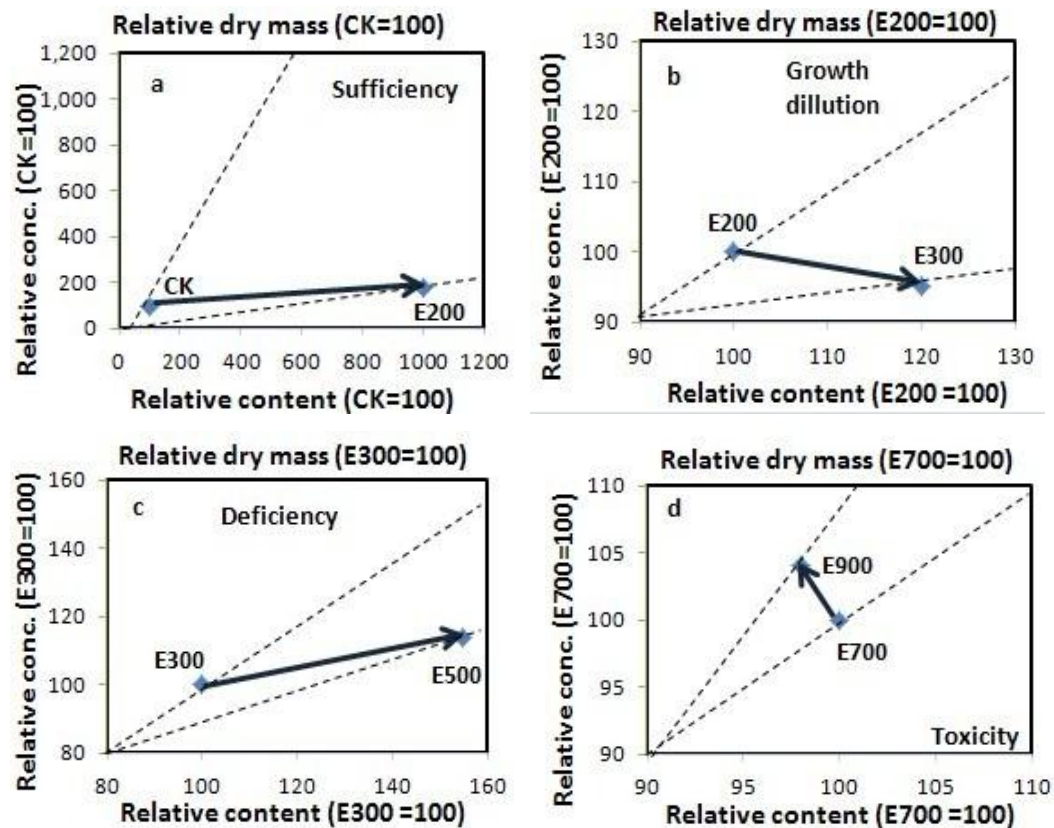 Relative dry mass (CK=100)
a
Sufficiency
CK
E200
1,200
1,000
800
600
400
200
0
0 200 400 600 800 1000 1200
Relative conc. (CK=100)
Relative content (CK=100)
Relative dry mass (E200=100)
b
Growth
dillution
E200
E300
130
125
120
115
110
105
100
95
90
90 100 110 120 130
Relative conc. (E200=100)
Relative content (E200 =100)
Relative dry mass (E300=100)
c
Deficiency
E300
E500
160
140
120
100
80
80 100 120 140 160
Relative conc. (E300=100)
Relative content (E300 =100)
Relative dry mass (E700=100)
d
E900
E700
Toxicity
110
105
100
95
90
90 95 100 105 110
Relative conc. (E700=100)
Relative content (E700 =100)